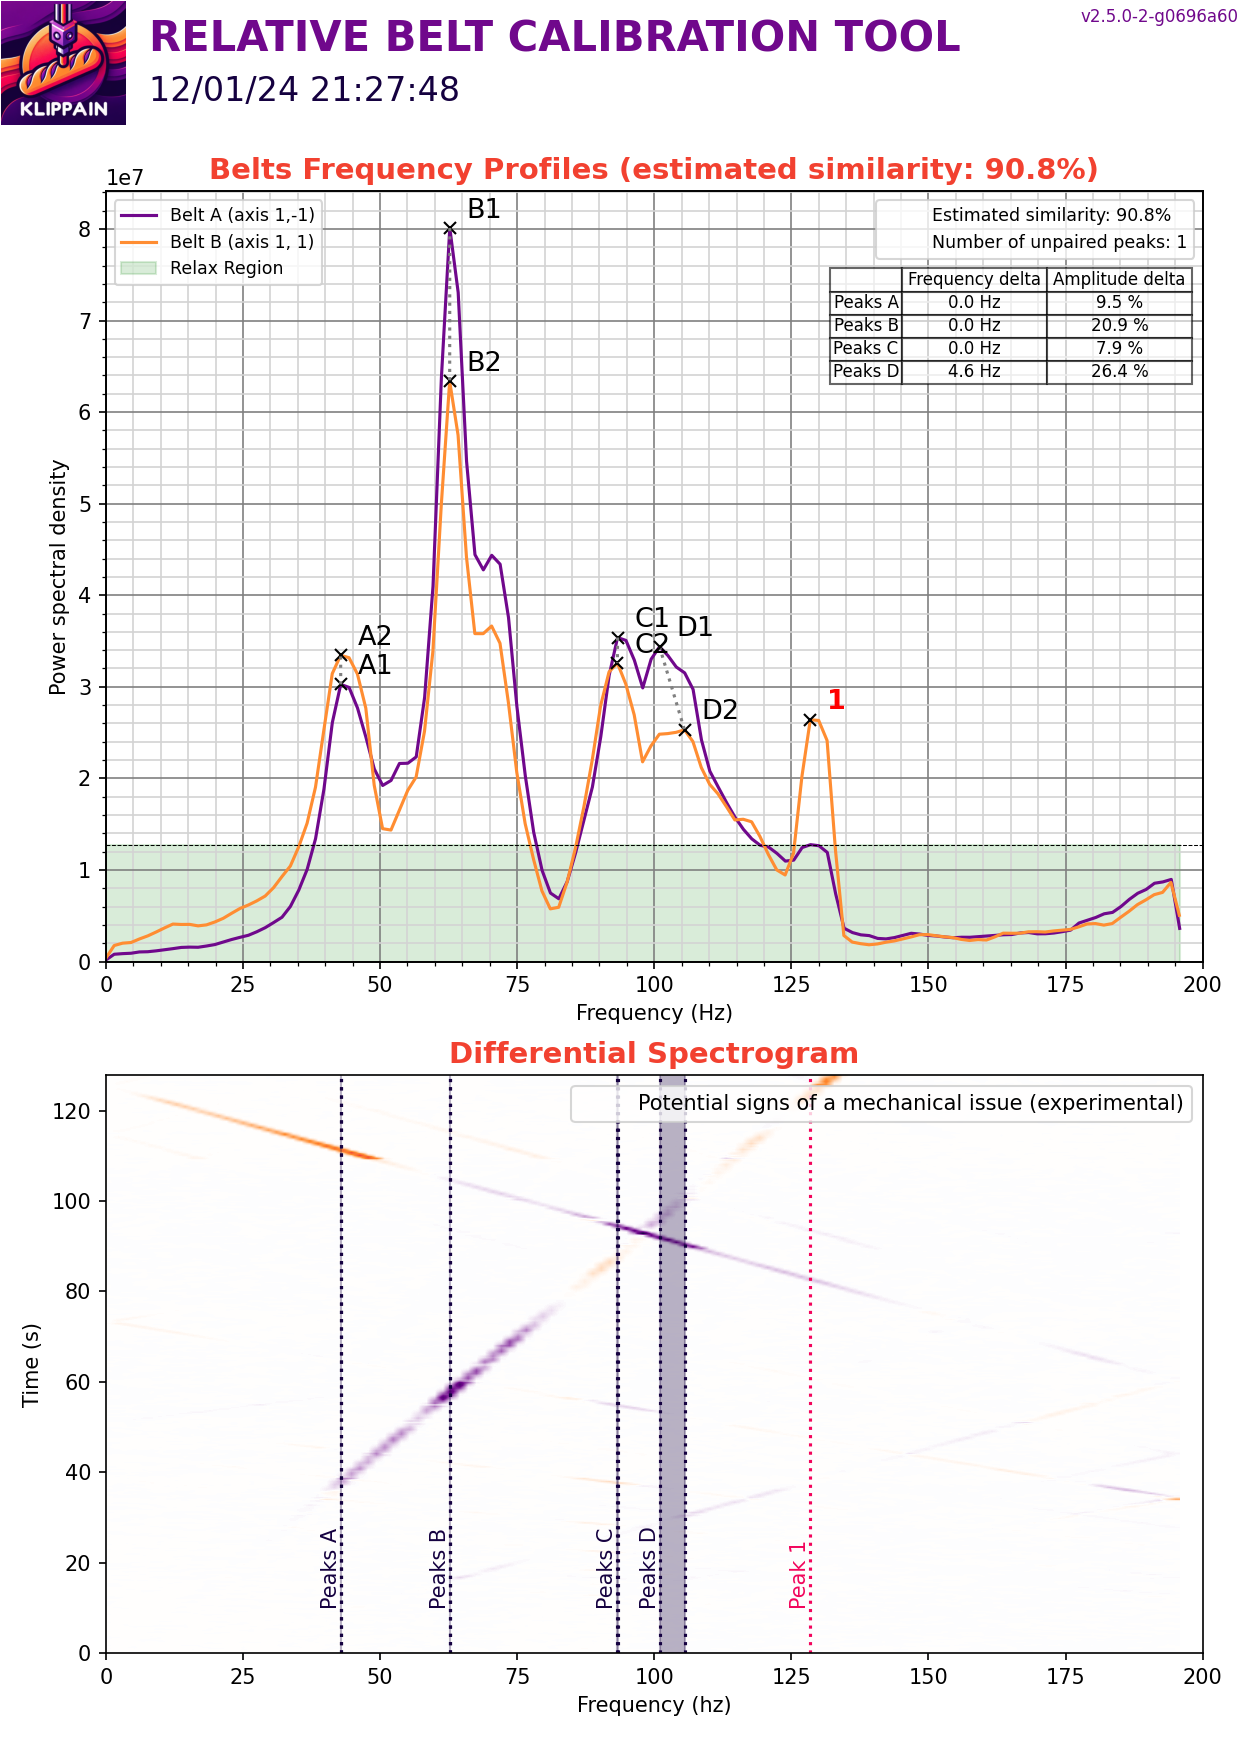 KLIPPAIN
RELATIVE BELT CALIBRATION TOOL
12/01/24 21:27:48
v2.5.0-2-g0696a60
Belts Frequency Profiles (estimated similarity: 90.8%)
1e7
Belt A (axis 1,-1)
Belt B (axis 1, 1)
Relax Region
Estimated similarity: 90.8%
Number of unpaired peaks: 1
Frequency delta Amplitude delta
Peaks A 0.0 Hz 9.5 %
Peaks B 0.0 Hz 20.9 %
Peaks C 0.0 Hz 7.9 %
Peaks D 4.6 Hz 26.4 %
B1
B2
A2
A1
C1
C2
D1
D2
1
8
7
6
5
4
3
2
1
0
Power spectral density
0 25 50 75 100 125 150 175 200
Frequency (Hz)
Differential Spectrogram
Potential signs of a mechanical issue (experimental)
120
100
80
60
40
20
0
Time (s)
Peaks A
Peaks B
Peaks C
Peaks D
Peak 1
0 25 50 75 100 125 150 175 200
Frequency (hz)